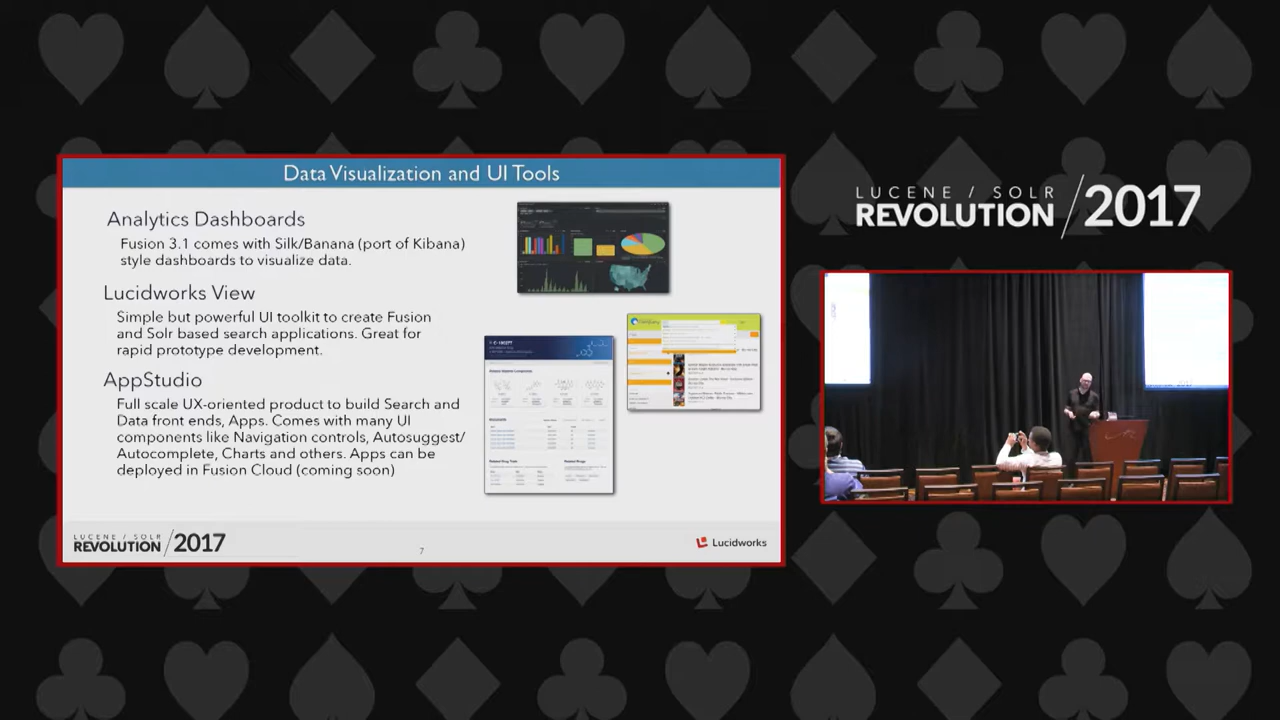 Data Visualization and UI Tools
Analytics Dashboards
Fusion 3.1 comes with Silk/Banana (port of Kibana)
style dashboards to visualize data.
Lucidworks View
Simple but powerful UI toolkit to create Fusion
and Solr based search applications. Great for
rapid prototype development.
AppStudio
Full scale UX-oriented product to build Search and
Data front ends, Apps. Comes with many UI
components like Navigation controls, Autosuggest/
Autocomplete, Charts and others. Apps can be
deployed in Fusion Cloud (coming soon)
LUCENE / SOLR
REVOLUTION /2017
7
Lucidworks
LUCENE / SOLR
REVOLUTION /2017